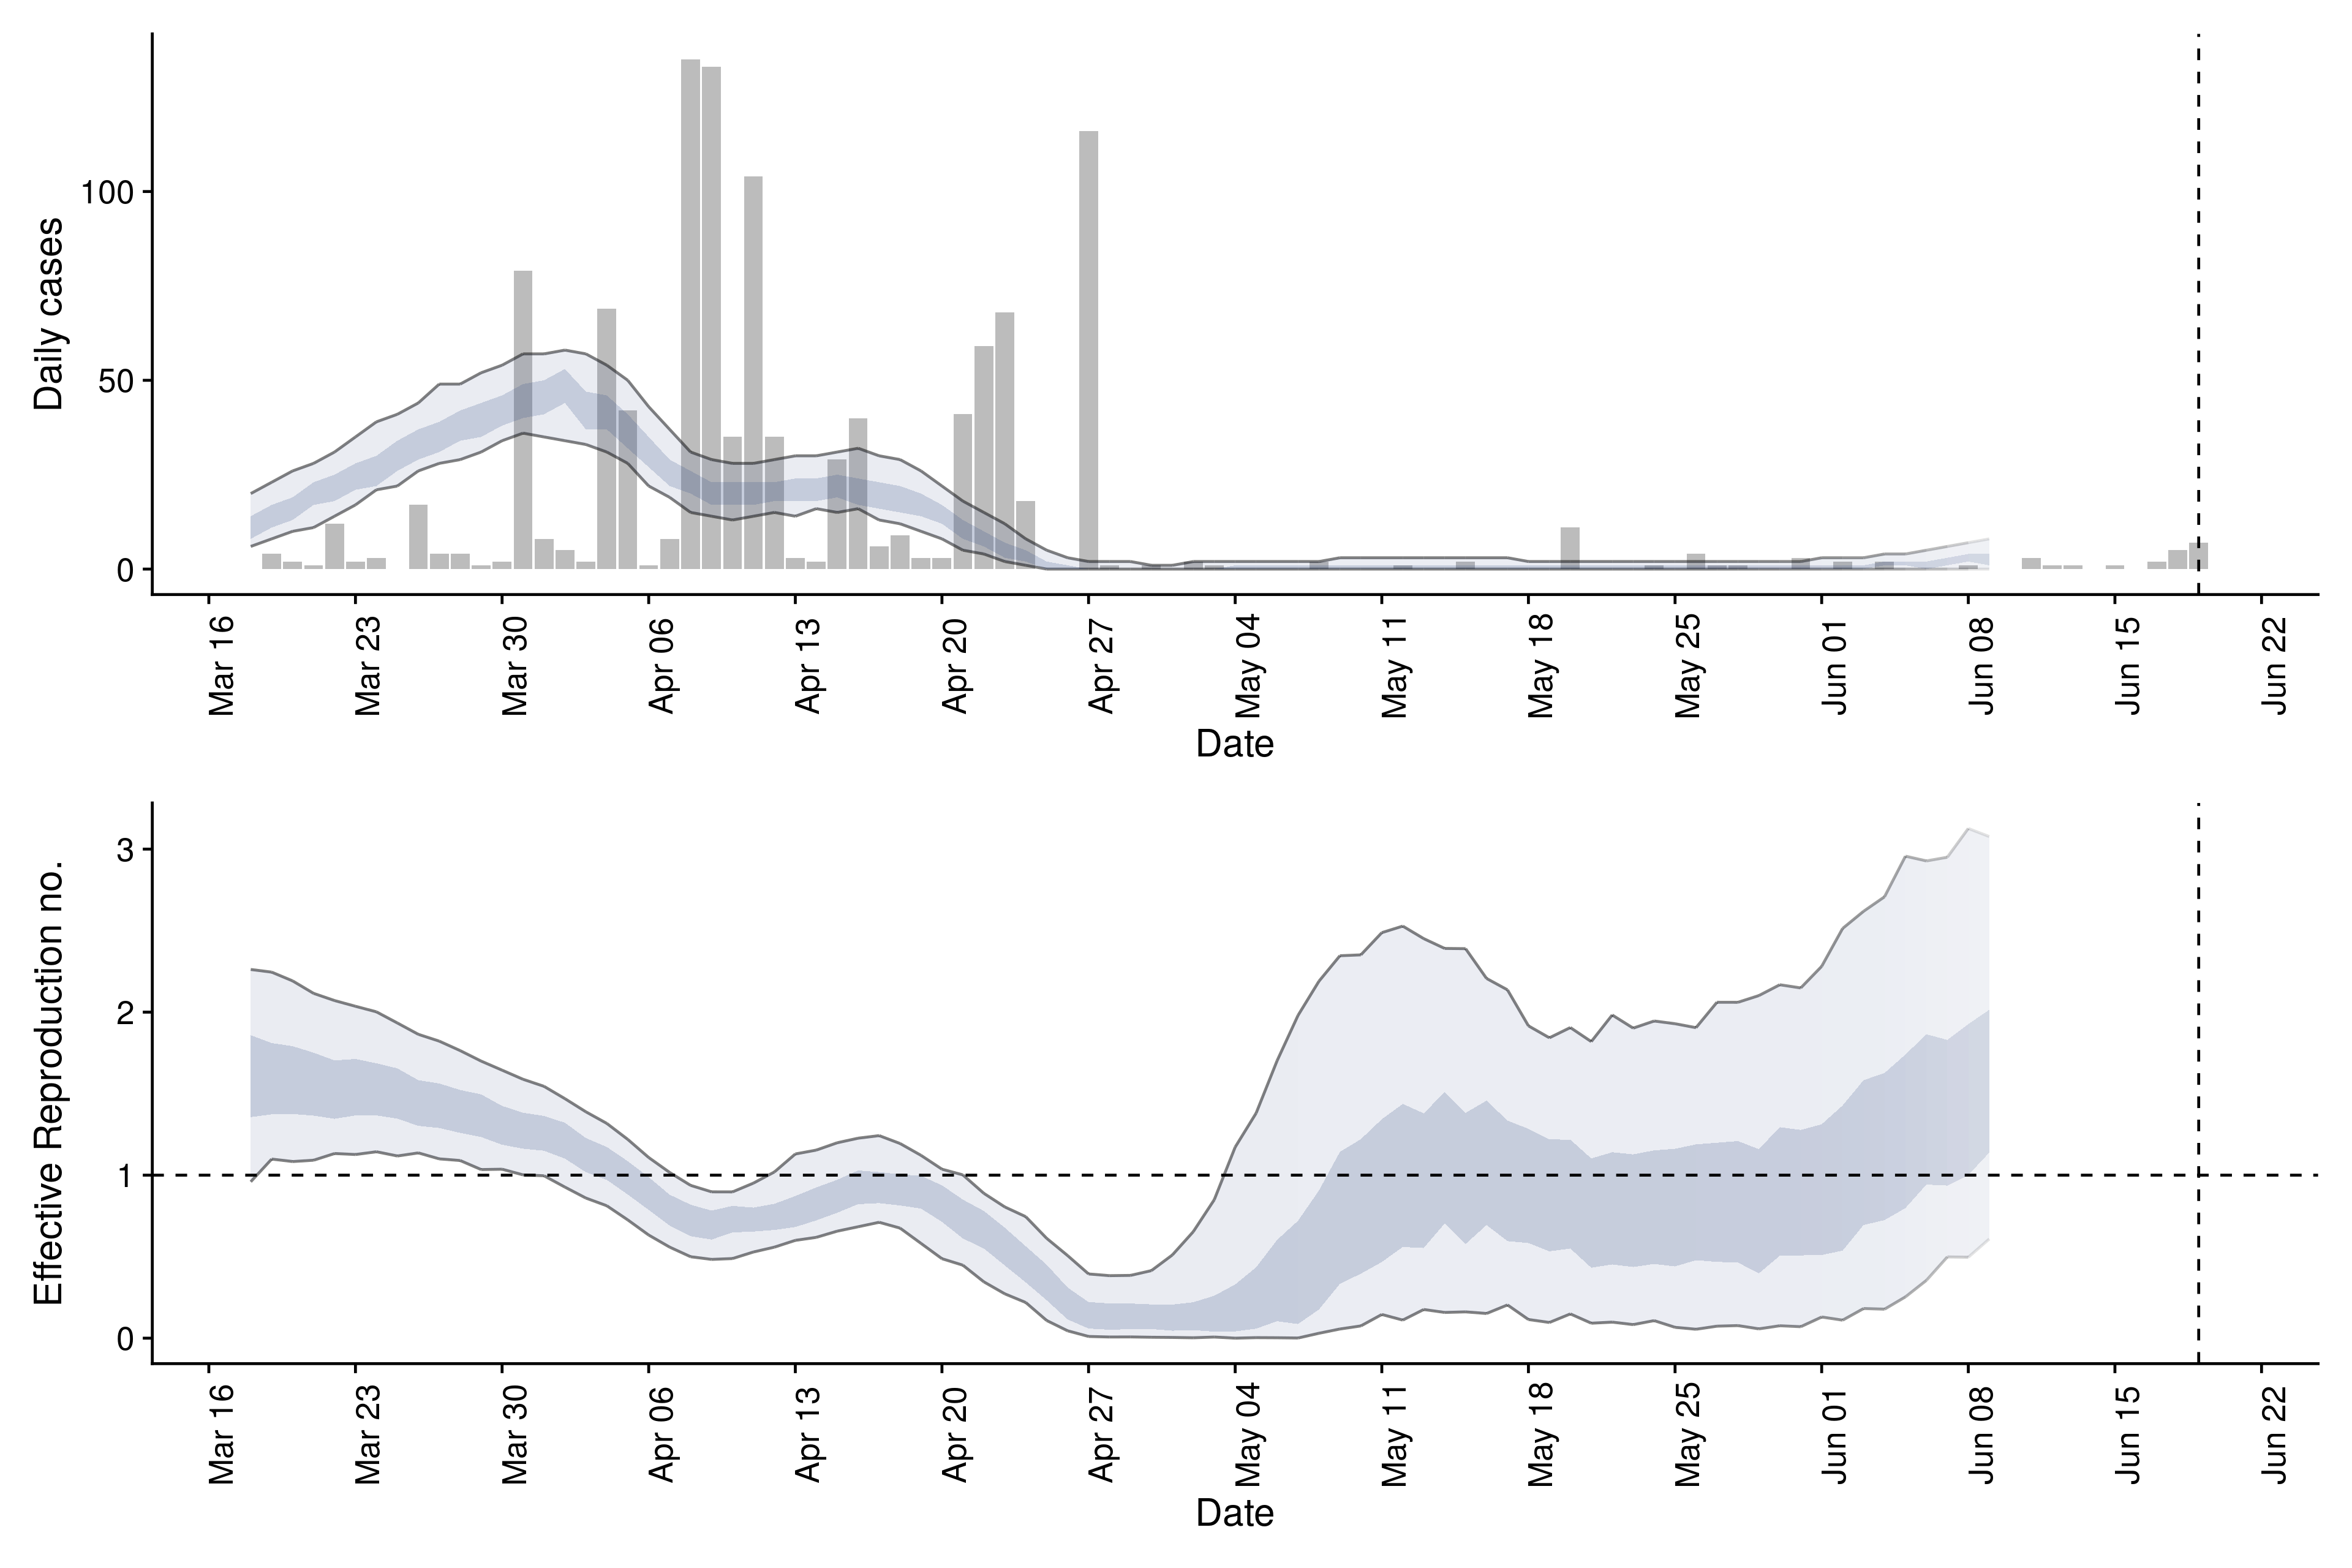 Daily cases
100
50
0
Mar 16
Mar 23
Mar 30
Apr 06
Apr 13
Apr 20
Apr 27
May 04
May 11
May 18
May 25
Jun 01
Jun 08
Jun 15
Jun 22
Date
Effective Reproduction no.
3
2
1
0
Mar 16
Mar 23
Mar 30
Apr 06
Apr 13
Apr 20
Apr 27
May 04
May 11
May 18
May 25
Jun 01
Jun 08
Jun 15
Jun 22
Date